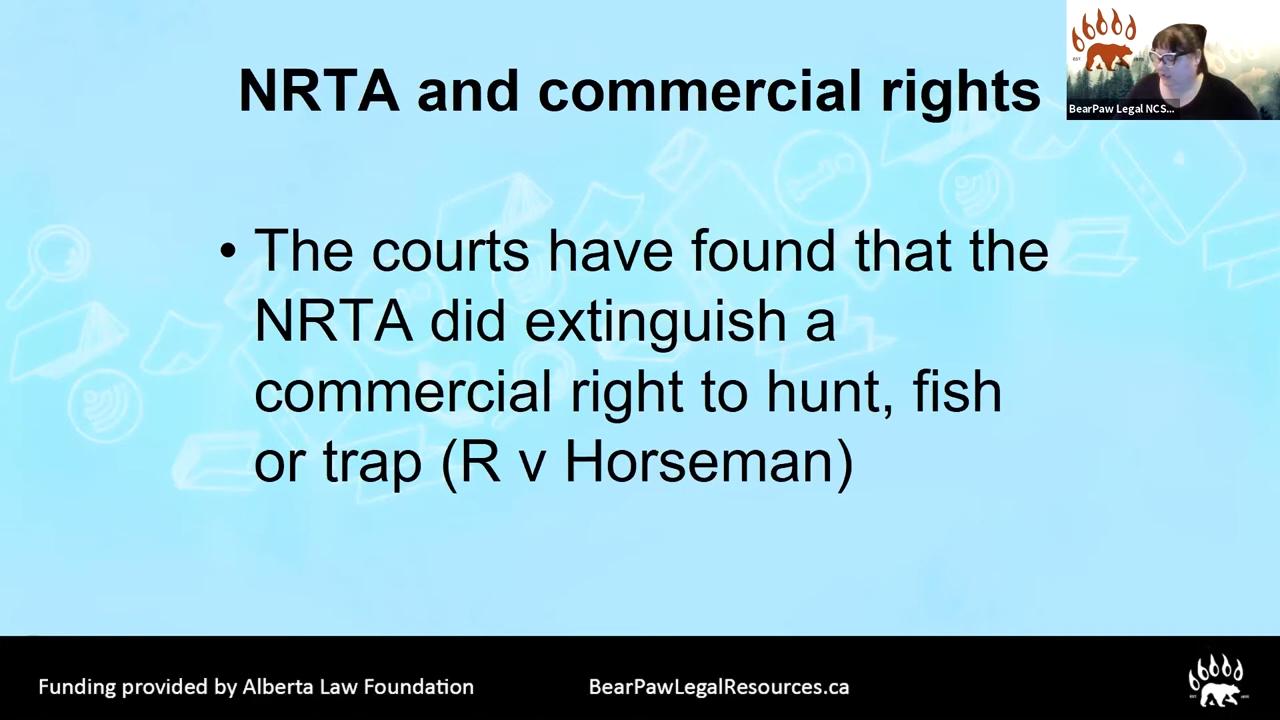 NRTA and commercial rights
BearPaw Legal NCS...
• The courts have found that the
NRTA did extinguish a
commercial right to hunt, fish
or trap (R v Horseman)
Funding provided by Alberta Law Foundation
BearPawLegalResources.ca